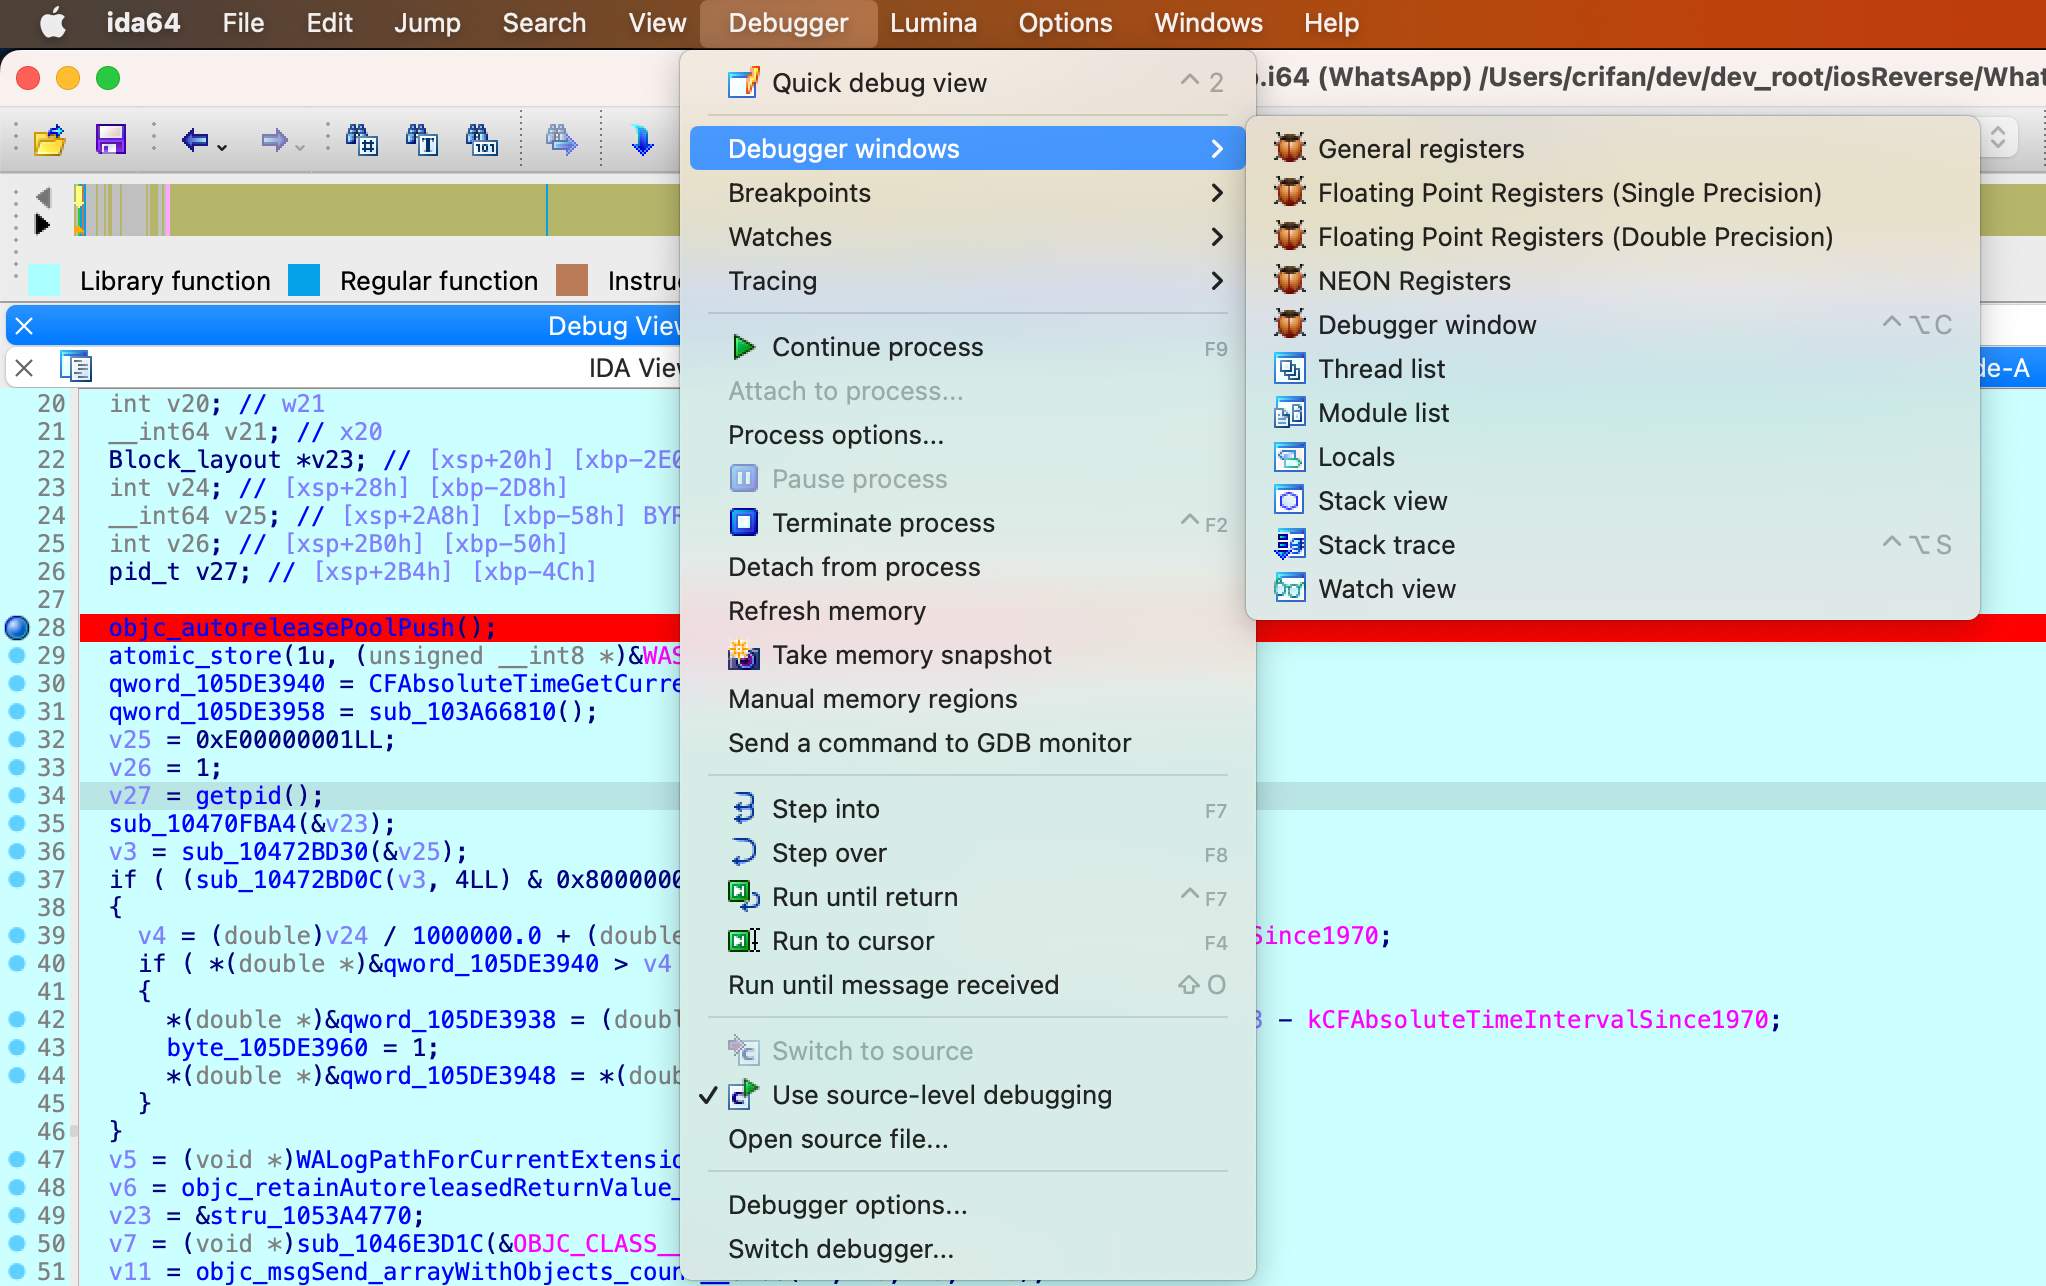 ida64 File Edit Jump Search View Debugger Lumina Options Windows Help
.i64 (WhatsApp) /Users/crifan/dev/dev_root/iosReverse/What
Library function Regular function Instru
Debug View
IDA View
de-A
20 int v20; // w21
21 __int64 v21; // x20
22 Block_layout *v23; // [xsp+20h] [xbp-2E0
23 int v24; // [xsp+28h] [xbp-2D8h]
24 __int64 v25; // [xsp+2A8h] [xbp-58h] BYR
25 int v26; // [xsp+2B0h] [xbp-50h]
26 pid_t v27; // [xsp+2B4h] [xbp-4Ch]
27
28 objc_autoreleasePoolPush();
29 atomic_store(1u, (unsigned __int8 *)&WAS
30 qword_105DE3940 = CFAbsoluteTimeGetCurre
31 qword_105DE3958 = sub_103A66810();
32 v25 = 0xE00000001LL;
33 v26 = 1;
34 v27 = getpid();
35 sub_10470FBA4(&v23);
36 v3 = sub_10472BD30(&v25);
37 if ( (sub_10472BD0C(v3, 4LL) & 0x8000000
38 {
39 v4 = (double)v24 / 1000000.0 + (double Since1970;
40 if ( *(double *)&qword_105DE3940 > v4
41 {
42 *(double *)&qword_105DE3938 = (doubl 3 - kCFAbsoluteTimeIntervalSince1970;
43 byte_105DE3960 = 1;
44 *(double *)&qword_105DE3948 = *(doub
45 }
46 }
47 v5 = (void *)WALogPathForCurrentExtensio
48 v6 = objc_retainAutoreleasedReturnValue_
49 v23 = &stru_1053A4770;
50 v7 = (void *)sub_1046E3D1C(&OBJC_CLASS__
51 v11 = objc_msgSend_arrayWithObjects_coun
Quick debug view ^ 2
Debugger windows
Breakpoints
Watches
Tracing
Continue process F9
Attach to process...
Process options...
Pause process
Terminate process ^ F2
Detach from process
Refresh memory
Take memory snapshot
Manual memory regions
Send a command to GDB monitor
Step into F7
Step over F8
Run until return ^ F7
Run to cursor F4
Run until message received ⇧ O
Switch to source
✓ Use source-level debugging
Open source file...
Debugger options...
Switch debugger...
General registers
Floating Point Registers (Single Precision)
Floating Point Registers (Double Precision)
NEON Registers
Debugger window ^ ⌥ C
Thread list
Module list
Locals
Stack view
Stack trace ^ ⌥ S
Watch view